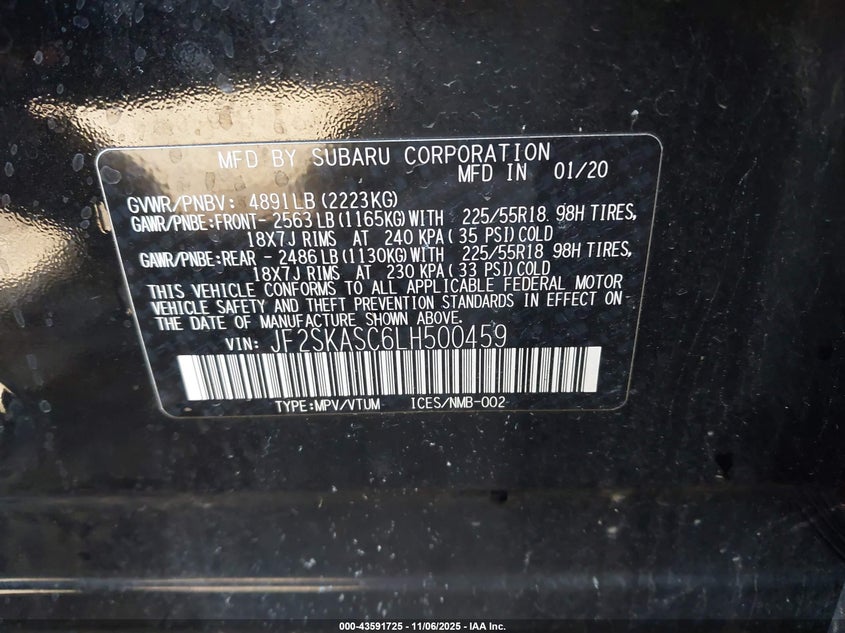 MFD BY SUBARU CORPORATION
MFD IN 01/20
GVWR/PNBV: 4891LB (2223KG)
GAWR/PNBE:FRONT- 2563 LB (1165KG) WITH 225/55R18 98H TIRES,
18X7J RIMS AT 240 KPA ( 35 PSI) COLD
GAWR/PNBE:REAR - 2486 LB (1130KG) WITH 225/55R18 98H TIRES,
18X7J RIMS AT 230 KPA ( 33 PSI) COLD
THIS VEHICLE CONFORMS TO ALL APPLICABLE FEDERAL MOTOR
VEHICLE SAFETY AND THEFT PREVENTION STANDARDS IN EFFECT ON
THE DATE OF MANUFACTURE SHOWN ABOVE.
VIN: JF2SKASC6LH500459
TYPE:MPV/VTUM ICES/NMB-002
000-43591725 - 11/06/2025 - IAA Inc.